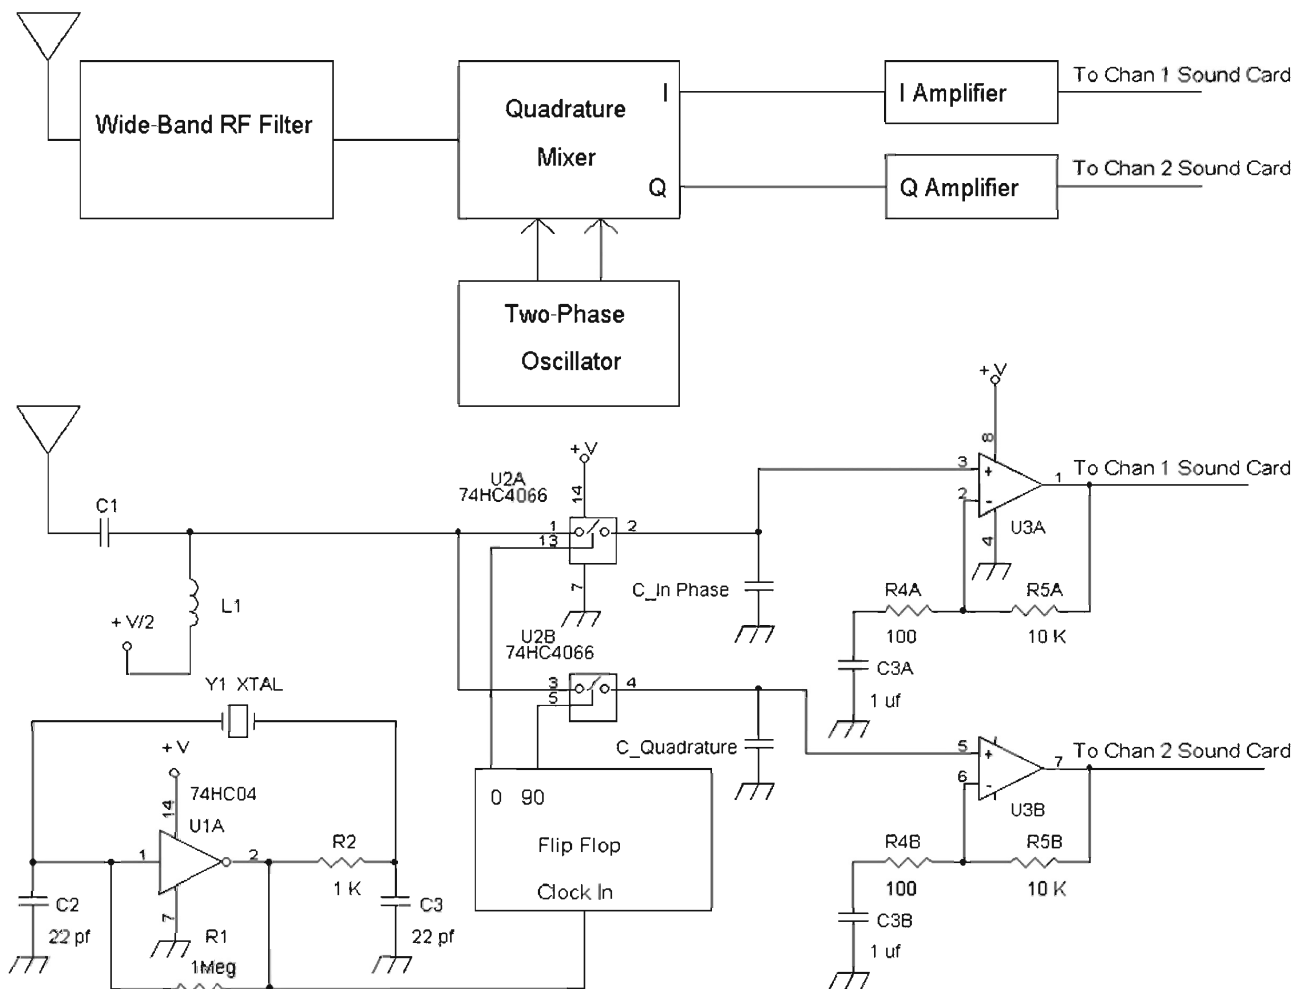 Wide-Band RF Filter
Quadrature
Mixer
I
Q
I Amplifier
To Chan 1 Sound Card
Q Amplifier
To Chan 2 Sound Card
Two-Phase
Oscillator
C1
L1
+ V/2
+ V
U2A
74HC4066
14
1
2
13
7
C_In Phase
U2B
74HC4066
3
4
5
C_Quadrature
+ V
8
3
+
2
-
1
To Chan 1 Sound Card
U3A
4
R4A
100
R5A
10 K
C3A
1 uf
5
+
6
-
7
To Chan 2 Sound Card
U3B
R4B
100
R5B
10 K
C3B
1 uf
Y1 XTAL
+ V
14
74HC04
U1A
1
2
7
R2
1 K
C2
22 pf
C3
22 pf
R1
1Meg
0 90
Flip Flop
Clock In